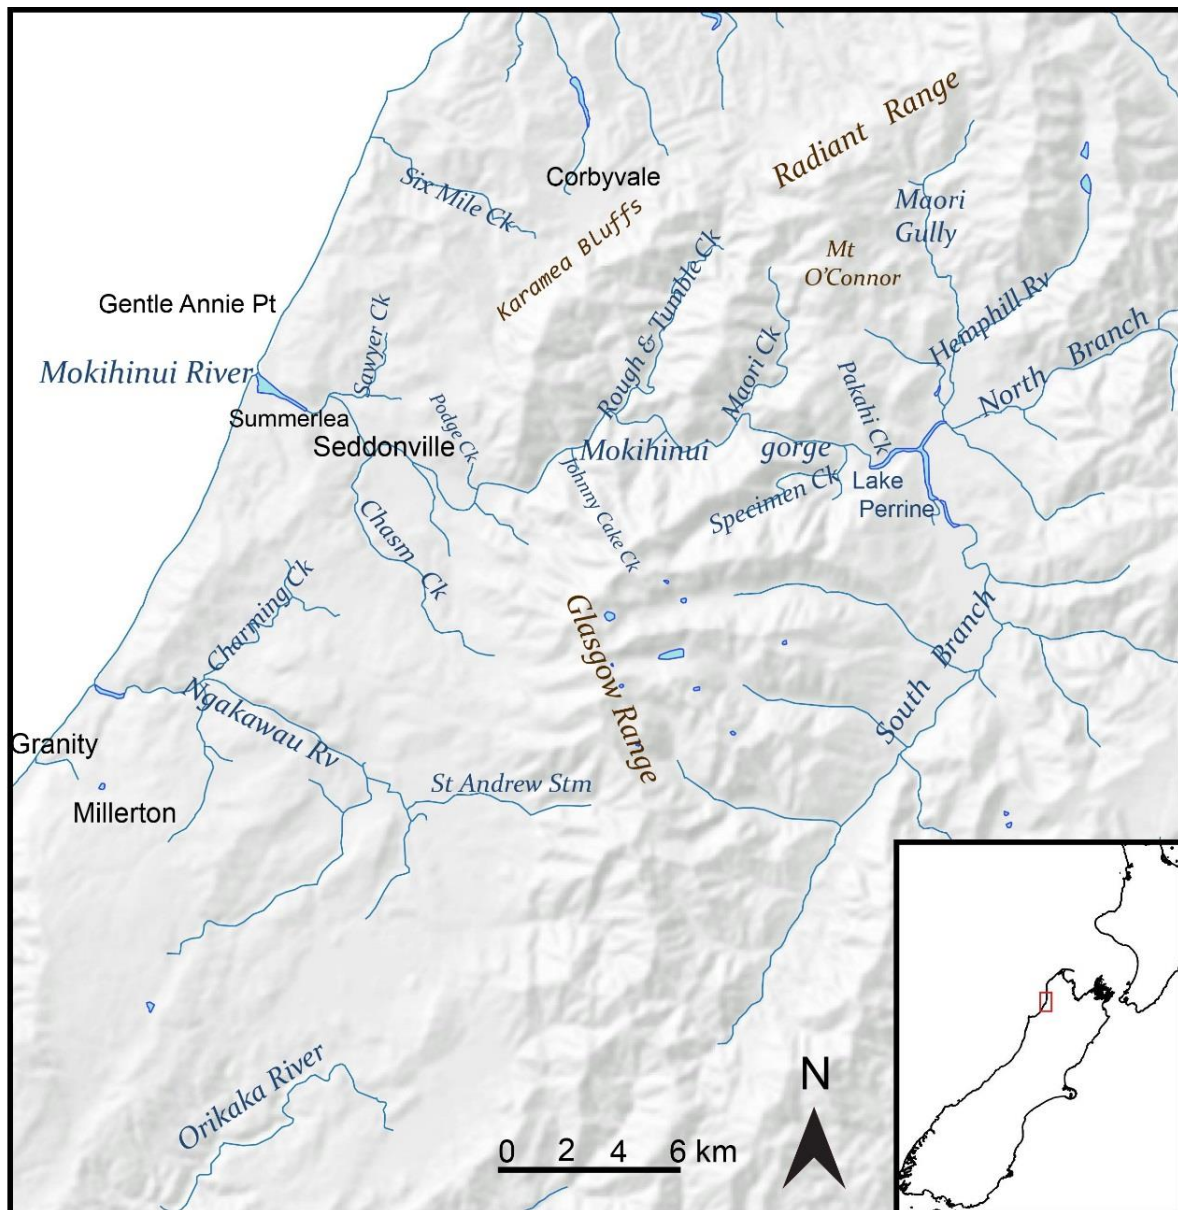 Radiant Range
Corbyvale
Six Mile Ck
Maori
Gully
Karamea Bluffs
Mt
O'Connor
Gentle Annie Pt
Sawyer Ck
Rough & Tumble Ck
Hemphill Rv
North Branch
Mokihinui River
Maori Ck
Pakahi Ck
Summerlea
Podge Ck
Seddonville
Mokihinui gorge
Johnny Cake Ck
Specimen Ck
Lake
Perrine
Chasm Ck
Charming Ck
Glasgow Range
South Branch
Ngakawau Rv
Granity
St Andrew Stm
Millerton
Orikaka River
N
0 2 4 6 km